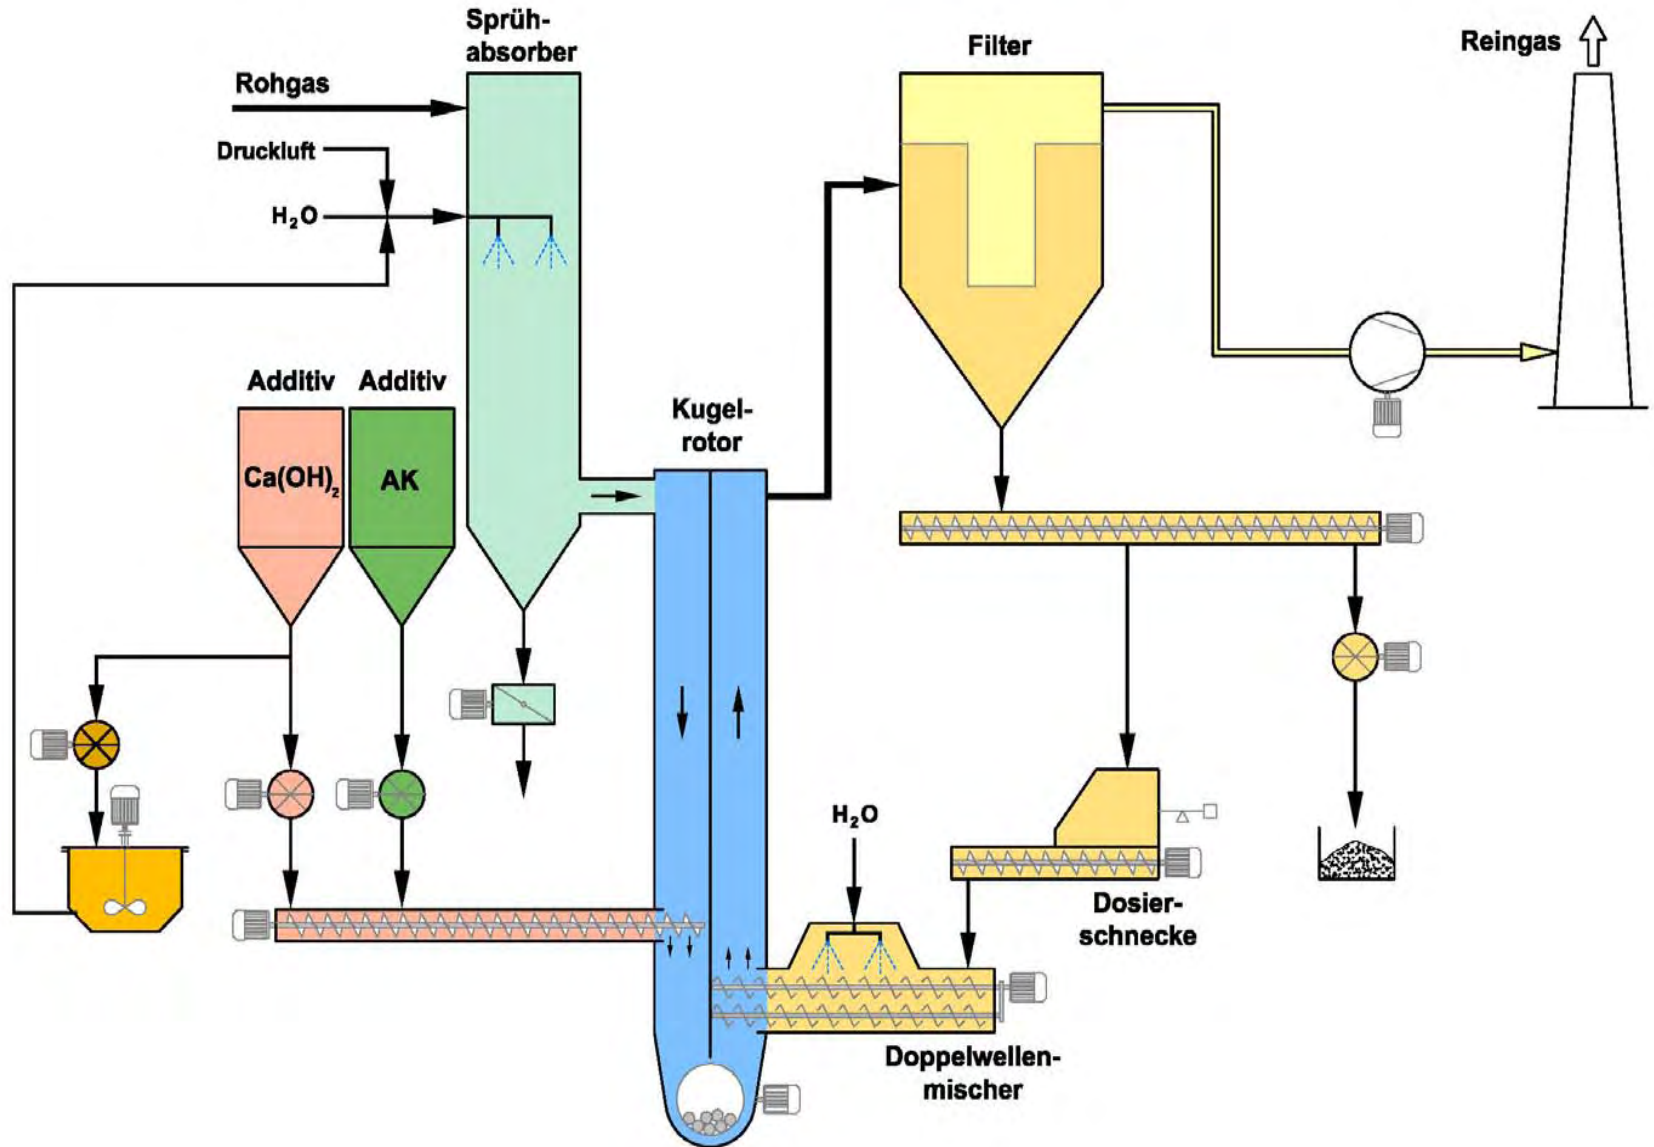 Sprüh-
absorber
Filter
Reingas
Rohgas
Druckluft
H₂O
Additiv
Additiv
Kugel-
rotor
Ca(OH)₂
AK
H₂O
Dosier-
schnecke
Doppelwellen-
mischer